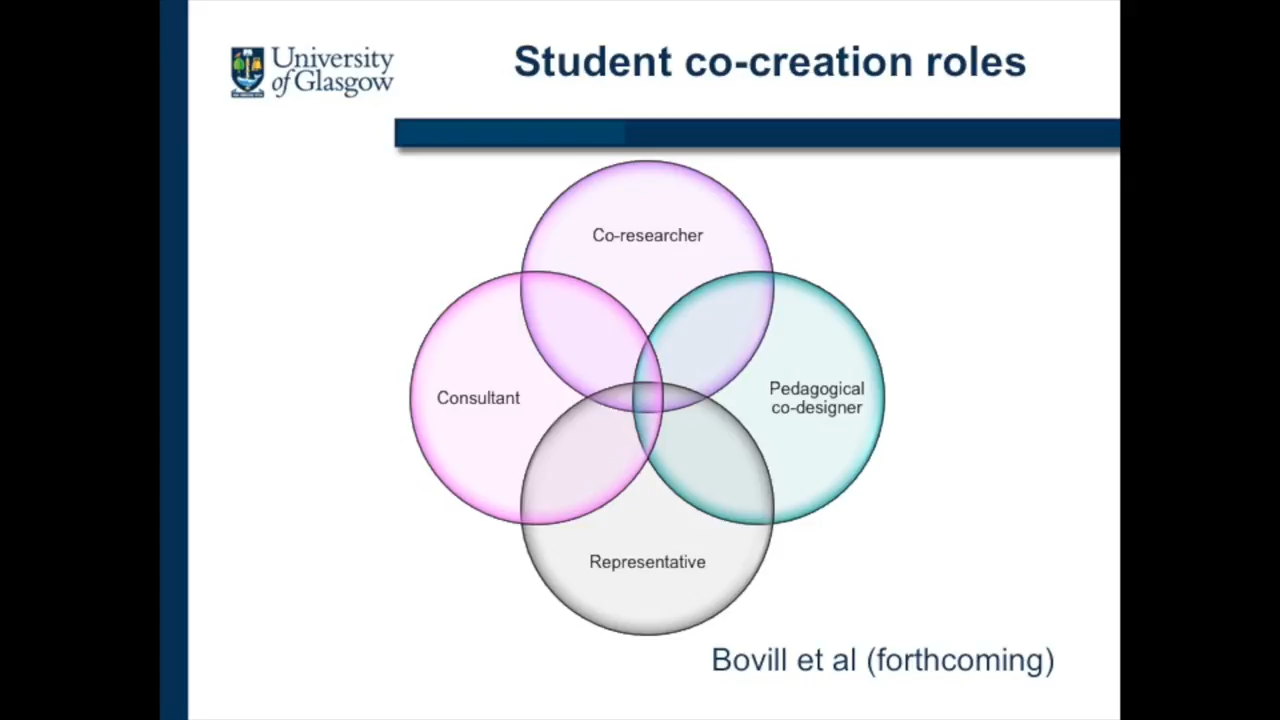 University
of Glasgow
Student co-creation roles
Co-researcher
Consultant
Pedagogical
co-designer
Representative
Bovill et al (forthcoming)